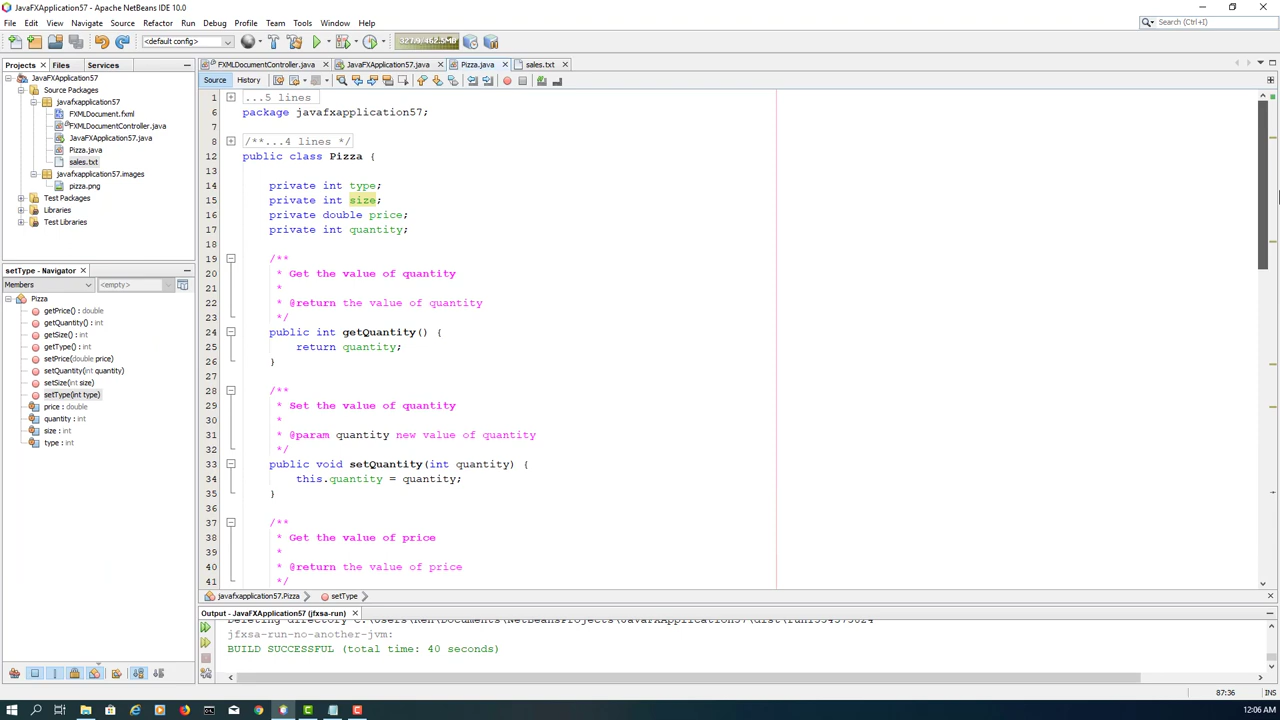 JavaFXApplication57 - Apache NetBeans IDE 10.0
File Edit View Navigate Source Refactor Run Debug Profile Team Tools Window Help
Search (Ctrl+I)
<default config>
327.9/462.5MB
Projects Files Services
JavaFXApplication57
Source Packages
javafxapplication57
FXMLDocument.fxml
FXMLDocumentController.java
JavaFXApplication57.java
Pizza.java
sales.txt
javafxapplication57.images
pizza.png
Test Packages
Libraries
Test Libraries
setType - Navigator
Members <empty>
Pizza
getPrice() : double
getQuantity() : int
getSize() : int
getType() : int
setPrice(double price)
setQuantity(int quantity)
setSize(int size)
setType(int type)
price : double
quantity : int
size : int
type : int
FXMLDocumentController.java JavaFXApplication57.java Pizza.java sales.txt
Source History
1 ...5 lines
6 package javafxapplication57;
7
8 /**...4 lines */
12 public class Pizza {
13
14 private int type;
15 private int size;
16 private double price;
17 private int quantity;
18
19 /**
20 * Get the value of quantity
21 *
22 * @return the value of quantity
23 */
24 public int getQuantity() {
25 return quantity;
26 }
27
28 /**
29 * Set the value of quantity
30 *
31 * @param quantity new value of quantity
32 */
33 public void setQuantity(int quantity) {
34 this.quantity = quantity;
35 }
36
37 /**
38 * Get the value of price
39 *
40 * @return the value of price
41 */
javafxapplication57.Pizza setType
Output - JavaFXApplication57 (jfxsa-run)
Deleting directory C:\Users\Ken\Documents\NetBeansProjects\JavaFXApplication57\dist\run1334373024
jfxsa-run-no-another-jvm:
BUILD SUCCESSFUL (total time: 40 seconds)
87:36 INS
12:06 AM